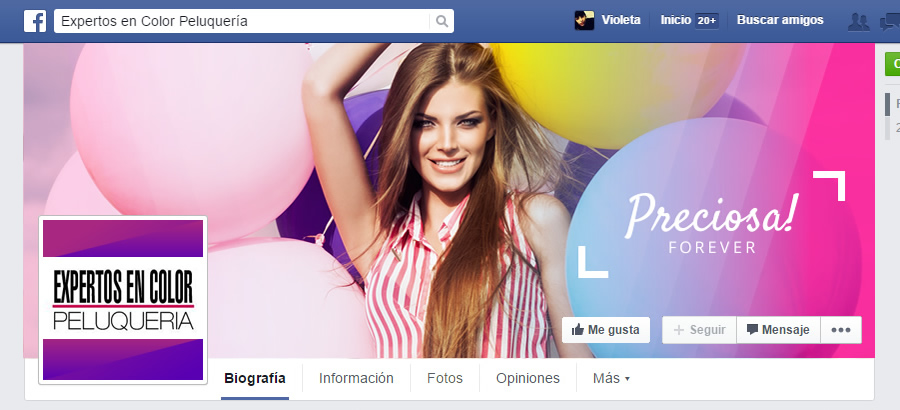 f
Expertos en Color Peluquería
Violeta
Inicio 20+
Buscar amigos
Preciosa!
FOREVER
EXPERTOS EN COLOR
PELUQUERIA
Me gusta
Seguir
Mensaje
Biografía
Información
Fotos
Opiniones
Más